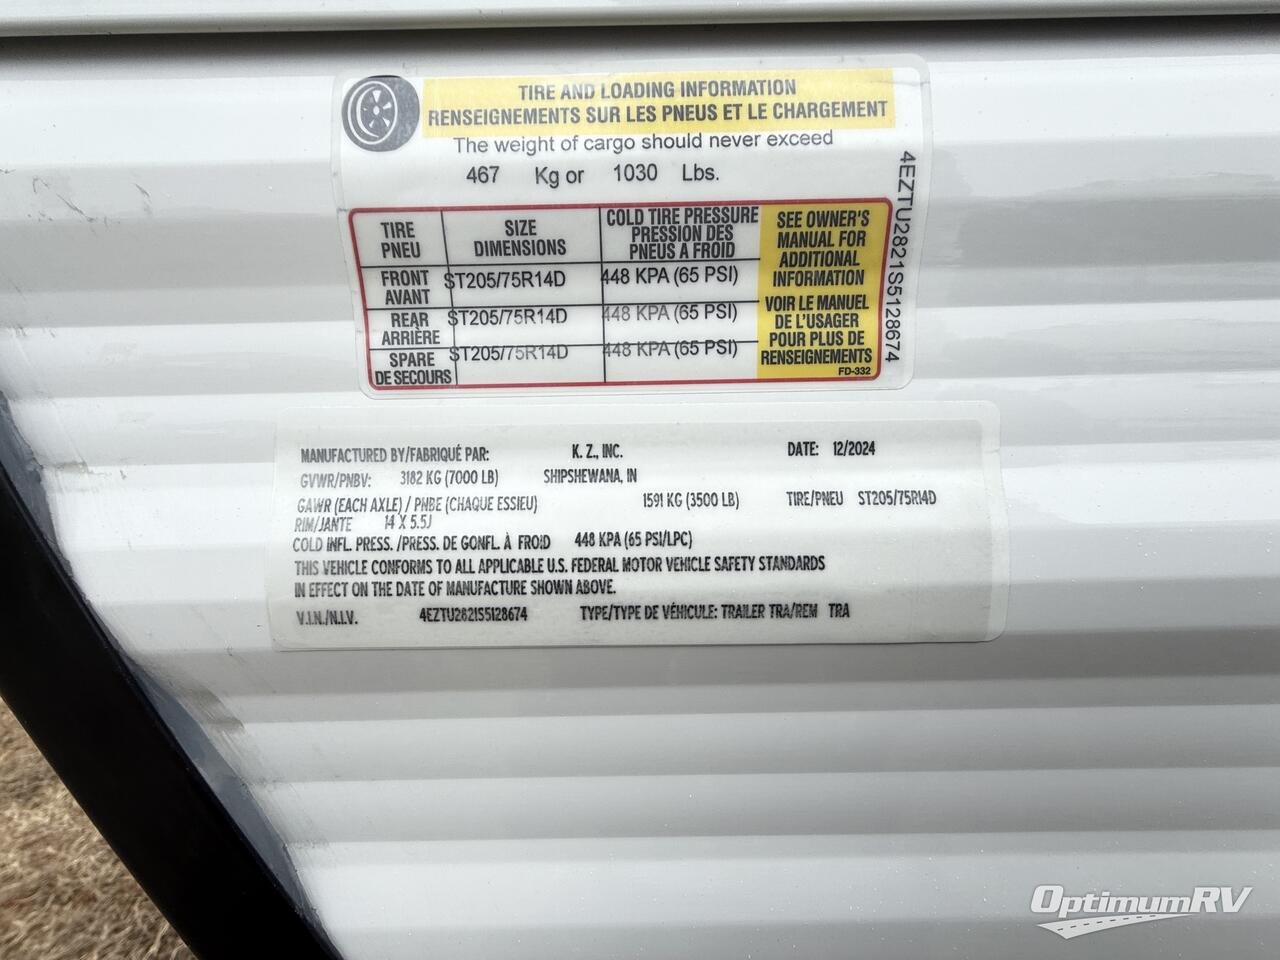 TIRE AND LOADING INFORMATION
RENSEIGNEMENTS SUR LES PNEUS ET LE CHARGEMENT
The weight of cargo should never exceed
467 Kg or 1030 Lbs.
TIRE PNEU SIZE DIMENSIONS COLD TIRE PRESSURE PRESSION DES PNEUS A FROID
FRONT AVANT ST205/75R14D 448 KPA (65 PSI)
REAR ARRIÈRE ST205/75R14D 448 KPA (65 PSI)
SPARE DE SECOURS ST205/75R14D 448 KPA (65 PSI)
SEE OWNER'S
MANUAL FOR
ADDITIONAL
INFORMATION
VOIR LE MANUEL
DE L'USAGER
POUR PLUS DE
RENSEIGNEMENTS
FD-332
4EZTU2821S5128674
MANUFACTURED BY/FABRIQUÉ PAR: K. Z., INC. DATE: 12/2024
GVWR/PNBV: 3182 KG (7000 LB) SHIPSHEWANA, IN
GAWR (EACH AXLE) / PNBE (CHAQUE ESSIEU) 1591 KG (3500 LB) TIRE/PNEU ST205/75R14D
RIM/JANTE 14 X 5.5J
COLD INFL. PRESS. /PRESS. DE GONFL. À FROID 448 KPA (65 PSI/LPC)
THIS VEHICLE CONFORMS TO ALL APPLICABLE U.S. FEDERAL MOTOR VEHICLE SAFETY STANDARDS
IN EFFECT ON THE DATE OF MANUFACTURE SHOWN ABOVE.
V.I.N./N.I.V. 4EZTU2821S5128674 TYPE/TYPE DE VÉHICULE: TRAILER TRA/REM TRA
OptimumRV